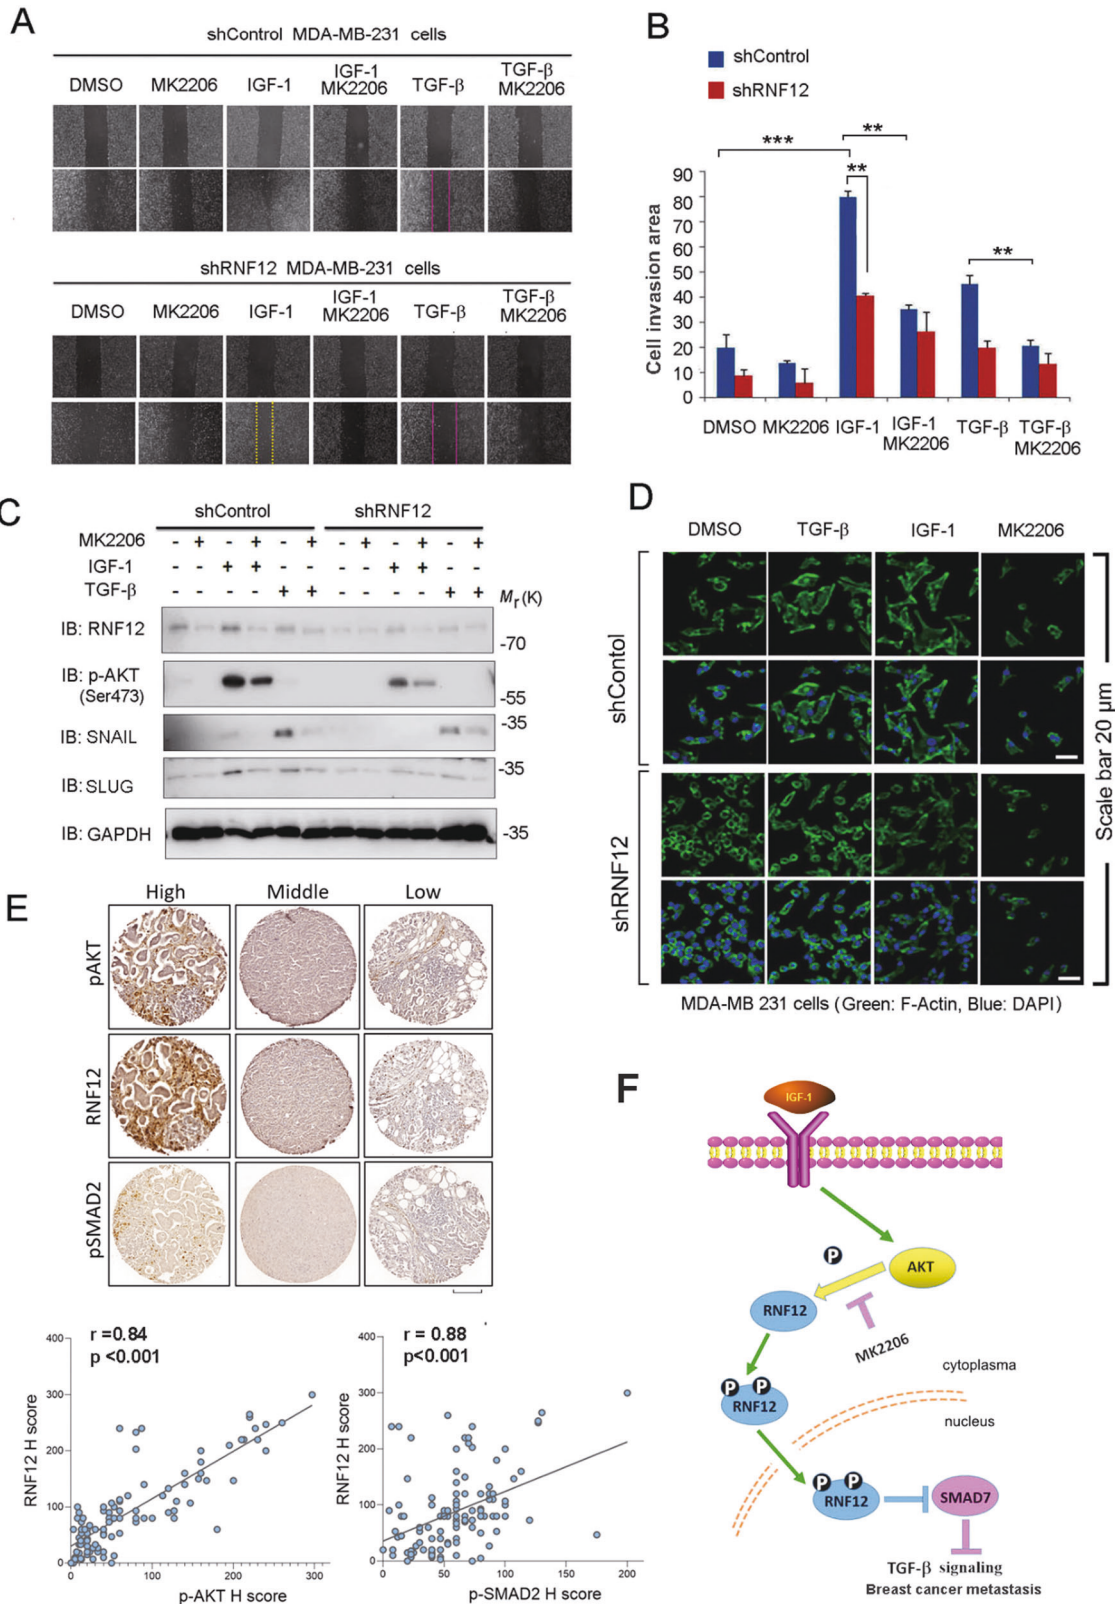 A
shControl MDA-MB-231 cells
DMSO MK2206 IGF-1 IGF-1 MK2206 TGF-β TGF-β MK2206
shRNF12 MDA-MB-231 cells
DMSO MK2206 IGF-1 IGF-1 MK2206 TGF-β TGF-β MK2206
B
shControl
shRNF12
*** ** ** **
Cell invasion area
90
80
70
60
50
40
30
20
10
0
DMSO MK2206 IGF-1 IGF-1 MK2206 TGF-β TGF-β MK2206
C
shControl shRNF12
MK2206 - + - + - + - + - + - +
IGF-1 - - + + - - - - + + - -
TGF-β - - - - + + - - - - + +
Mr(K)
IB: RNF12 -70
IB: p-AKT (Ser473) -55
IB: SNAIL -35
IB: SLUG -35
IB: GAPDH -35
D
DMSO TGF-β IGF-1 MK2206
shContol
shRNF12
Scale bar 20 μm
MDA-MB 231 cells (Green: F-Actin, Blue: DAPI)
E
High Middle Low
pAKT
RNF12
pSMAD2
r =0.84
p <0.001
RNF12 H score
400
300
200
100
0
0 100 200 300
p-AKT H score
r = 0.88
p<0.001
RNF12 H score
400
300
200
100
0
0 50 100 150 200
p-SMAD2 H score
F
IGF-1
P
AKT
RNF12
MK2206
P P
RNF12
cytoplasma
nucleus
P P
RNF12
SMAD7
TGF-β signaling
Breast cancer metastasis